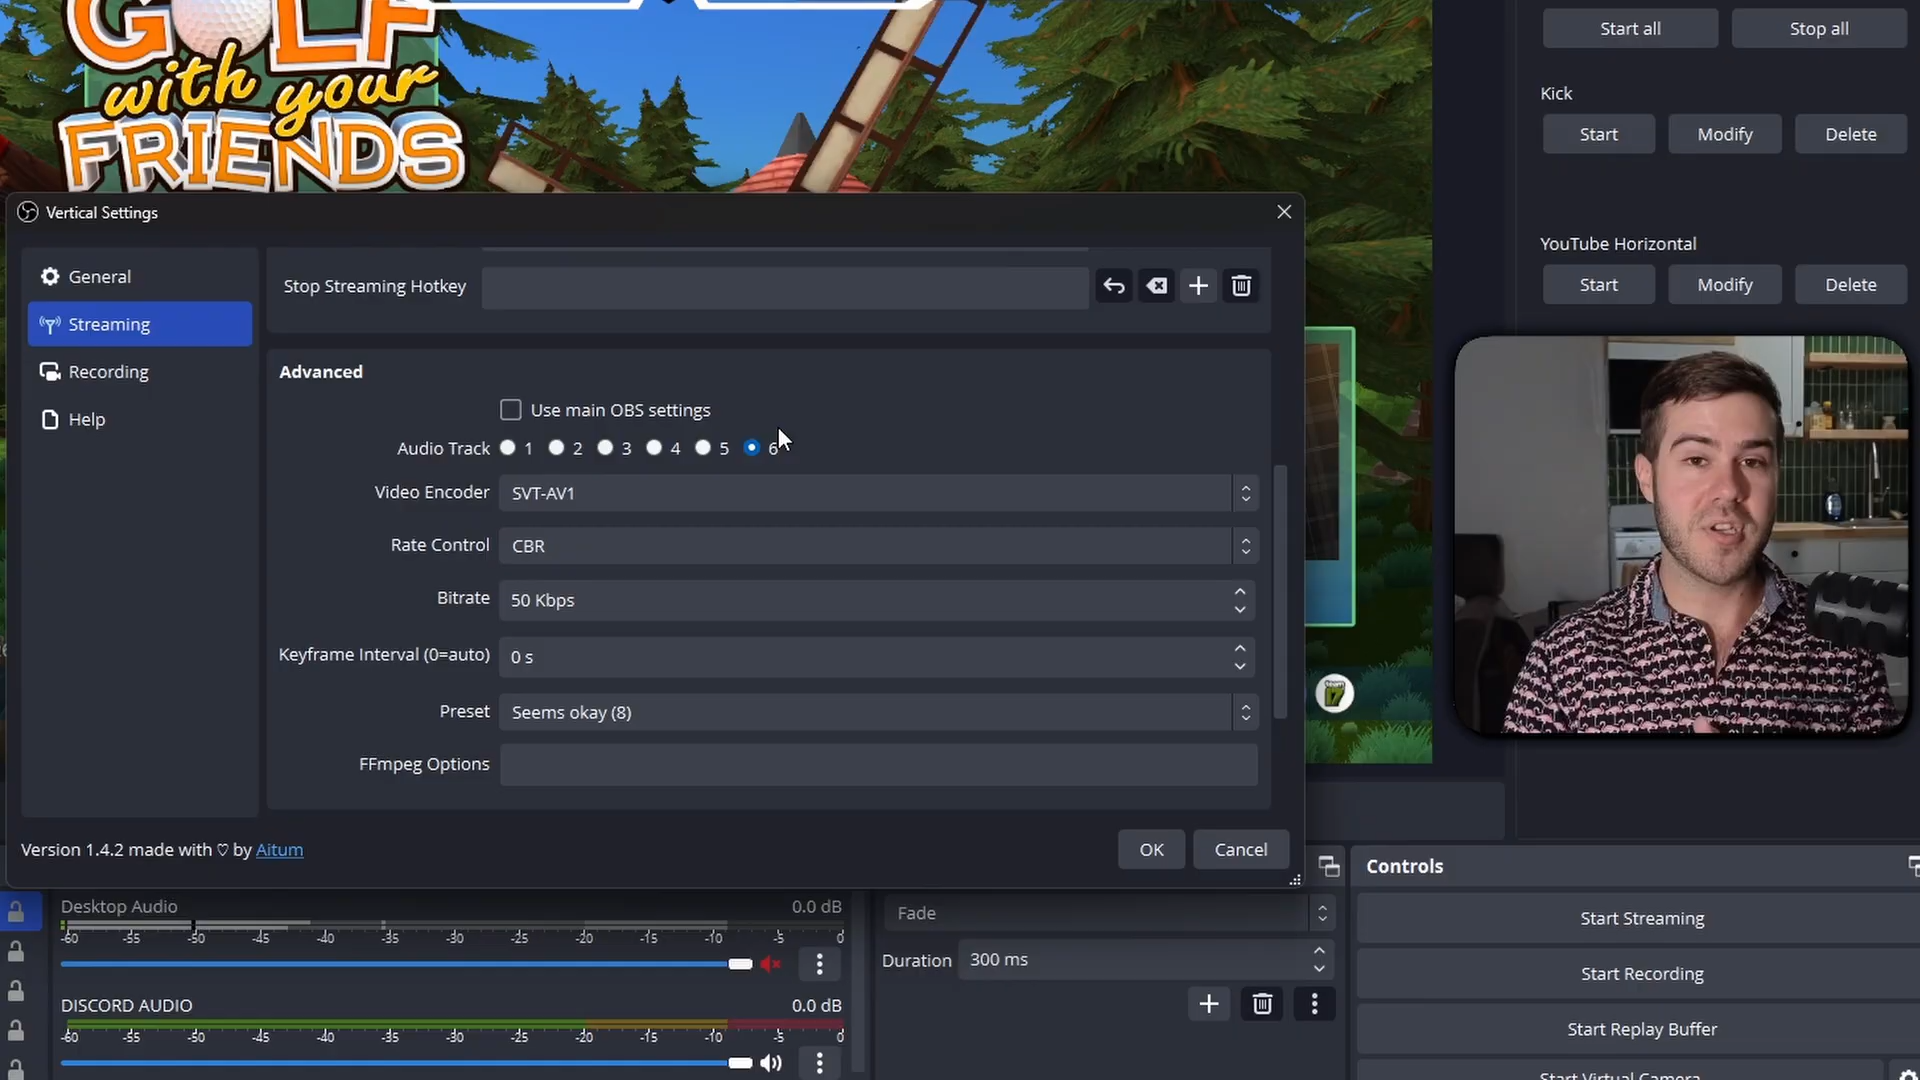 GOLF
with your
FRIENDS
Start all
Stop all
Kick
Start
Modify
Delete
YouTube Horizontal
Start
Modify
Delete
Vertical Settings
General
Streaming
Recording
Help
Stop Streaming Hotkey
Advanced
Use main OBS settings
Audio Track 1 2 3 4 5 6
Video Encoder SVT-AV1
Rate Control CBR
Bitrate 50 Kbps
Keyframe Interval (0=auto) 0 s
Preset Seems okay (8)
FFmpeg Options
Version 1.4.2 made with ♡ by Aitum
OK
Cancel
team
17
Desktop Audio 0.0 dB
-60 -55 -50 -45 -40 -35 -30 -25 -20 -15 -10 -5 0
DISCORD AUDIO 0.0 dB
-60 -55 -50 -45 -40 -35 -30 -25 -20 -15 -10 -5 0
Fade
Duration 300 ms
Controls
Start Streaming
Start Recording
Start Replay Buffer
Start Virtual Camera